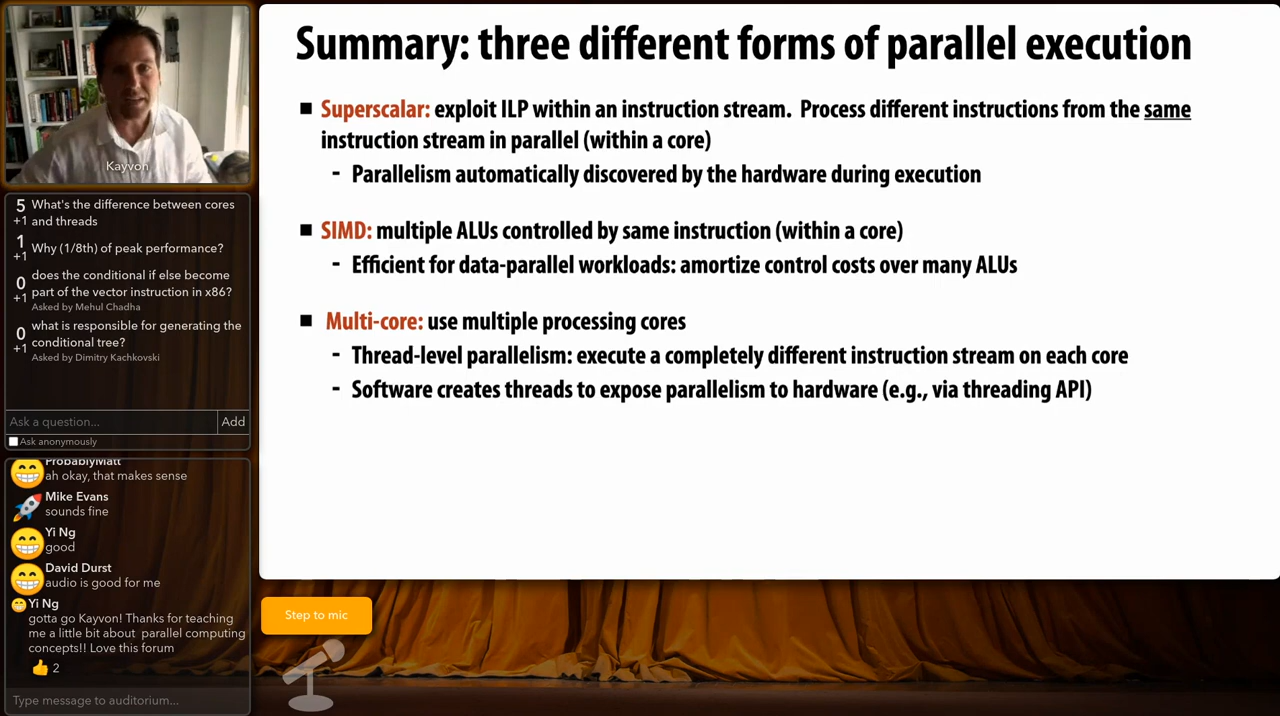 Kayvon
5 What's the difference between cores
+1 and threads
1 Why (1/8th) of peak performance?
+1
0 does the conditional if else become
+1 part of the vector instruction in x86?
Asked by Mehul Chadha
0 what is responsible for generating the
+1 conditional tree?
Asked by Dimitry Kachkovski
Ask a question... Add
Ask anonymously
ProbablyMatt
ah okay, that makes sense
Mike Evans
sounds fine
Yi Ng
good
David Durst
audio is good for me
Yi Ng
gotta go Kayvon! Thanks for teaching
me a little bit about parallel computing
concepts!! Love this forum
👍 2
Type message to auditorium...
Summary: three different forms of parallel execution
■ Superscalar: exploit ILP within an instruction stream. Process different instructions from the same
instruction stream in parallel (within a core)
- Parallelism automatically discovered by the hardware during execution
■ SIMD: multiple ALUs controlled by same instruction (within a core)
- Efficient for data-parallel workloads: amortize control costs over many ALUs
■ Multi-core: use multiple processing cores
- Thread-level parallelism: execute a completely different instruction stream on each core
- Software creates threads to expose parallelism to hardware (e.g., via threading API)
Step to mic